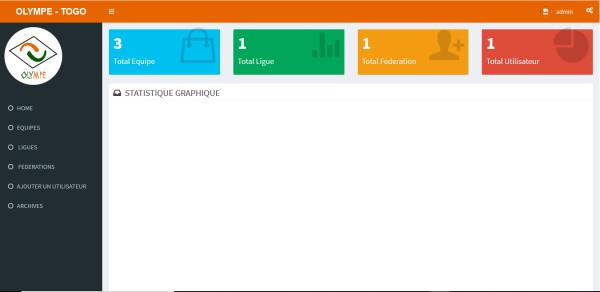 OLYMPE - TOGO
admin
OLYMPE
3
Total Equipe
1
Total Ligue
1
Total Federation
1
Total Utilisateur
HOME
EQUIPES
LIGUES
FEDERATIONS
AJOUTER UN UTILISATEUR
ARCHIVES
STATISTIQUE GRAPHIQUE